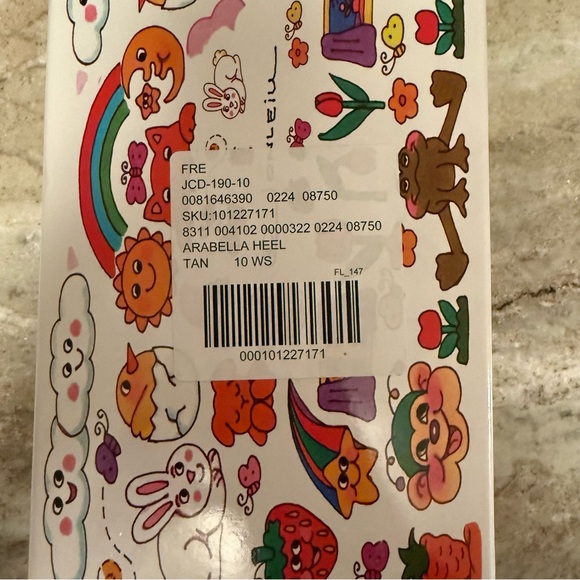 FRE
JCD-190-10
0081646390 0224 08750
SKU:101227171
8311 004102 0000322 0224 08750
ARABELLA HEEL
TAN 10 WS
FL_147
000101227171